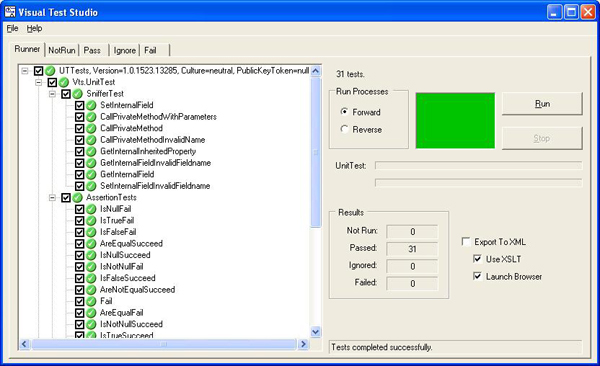 Visual Test Studio
File Help
Runner NotRun Pass Ignore Fail
UTTests, Version=1.0.1523.13285, Culture=neutral, PublicKeyToken=null
Vts.UnitTest
SnifferTest
SetInternalField
CallPrivateMethodWithParameters
CallPrivateMethod
CallPrivateMethodInvalidName
GetInternalInheritedProperty
GetInternalFieldInvalidFieldname
GetInternalField
SetInternalFieldInvalidFieldname
AssertionTests
IsNullFail
IsTrueFail
IsFalseFail
AreEqualSucceed
IsNullSucceed
IsNotNullFail
IsFalseSucceed
AreNotEqualSucceed
Fail
AreEqualFail
IsNotNullSucceed
IsTrueSucceed
31 tests.
Run Processes
Forward
Reverse
Run
Stop
UnitTest:
Results
Not Run: 0
Passed: 31
Ignored: 0
Failed: 0
Export To XML
Use XSLT
Launch Browser
Tests completed successfully.